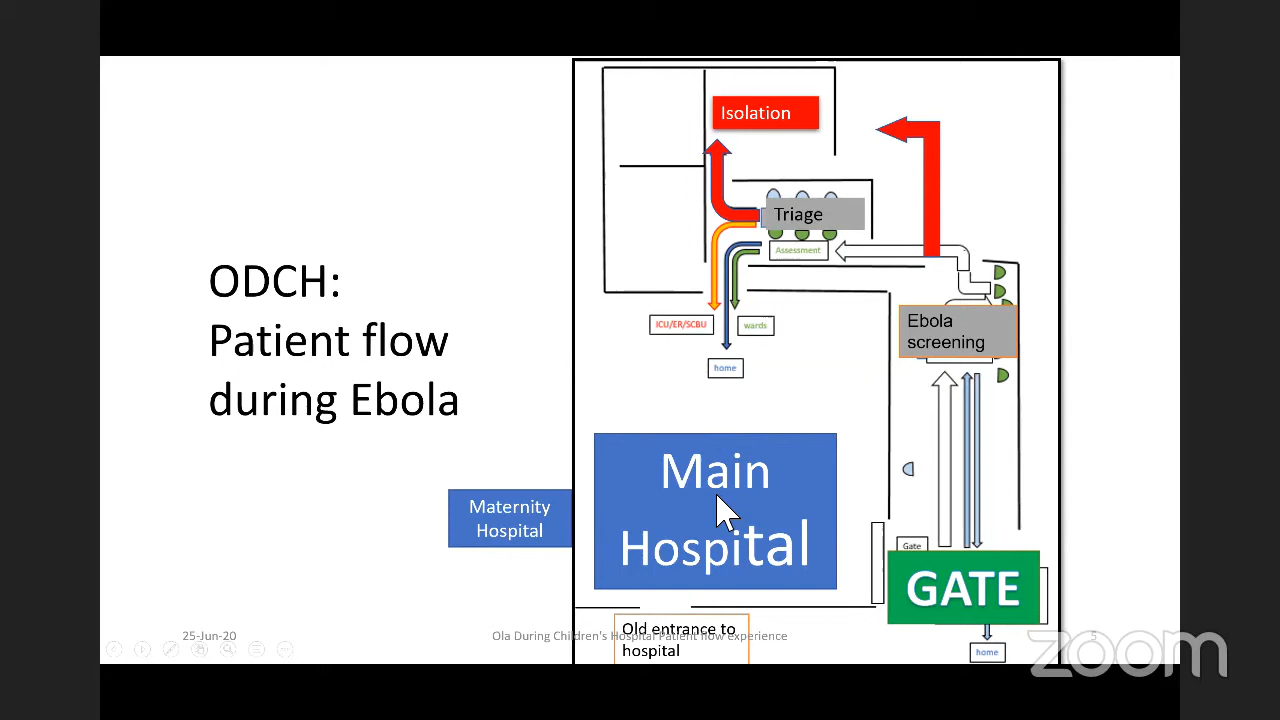 ODCH:
Patient flow
during Ebola
Isolation
Triage
Assessment
ICU/ER/SCBU
wards
home
Ebola
screening
Main
Hospital
Maternity
Hospital
Gate
GATE
Old entrance to
hospital
home
25-Jun-20
Ola During Children's Hospital Patient flow experience
5
zoom